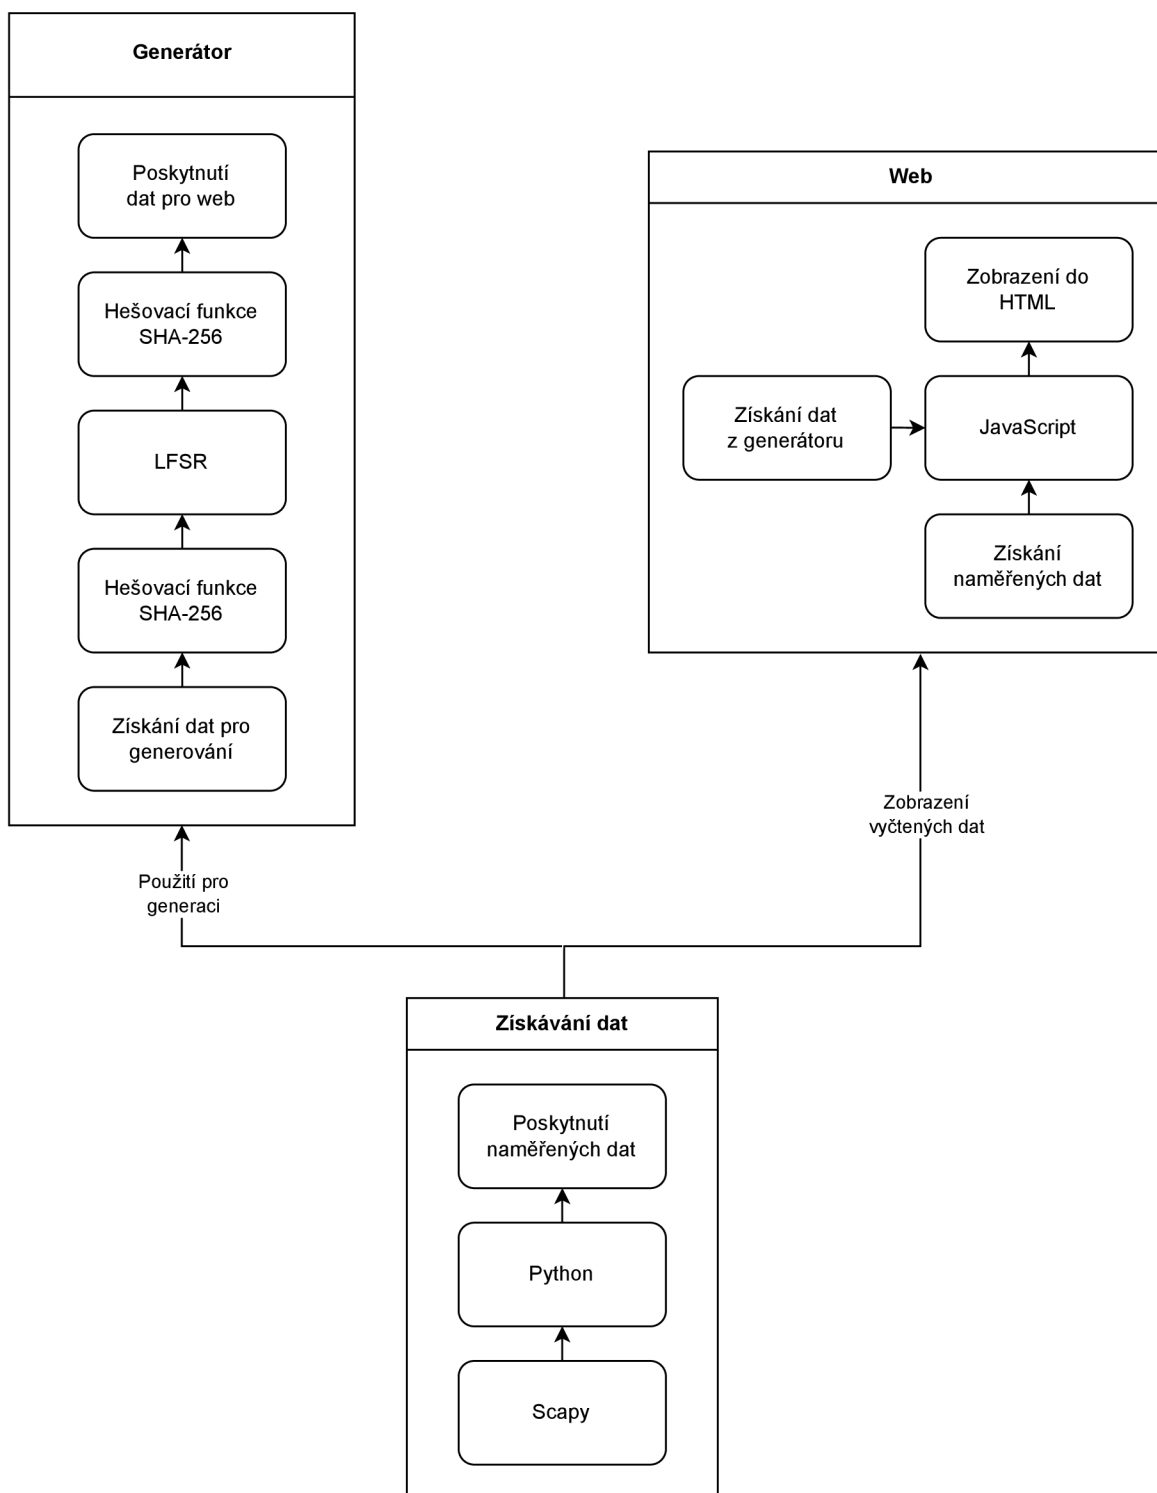 Generátor
Poskytnutí
dat pro web
Hešovací funkce
SHA-256
LFSR
Hešovací funkce
SHA-256
Získání dat pro
generování
Použití pro
generaci
Web
Zobrazení do
HTML
Získání dat
z generátoru
JavaScript
Získání
naměřených dat
Zobrazení
vyčtených dat
Získávání dat
Poskytnutí
naměřených dat
Python
Scapy